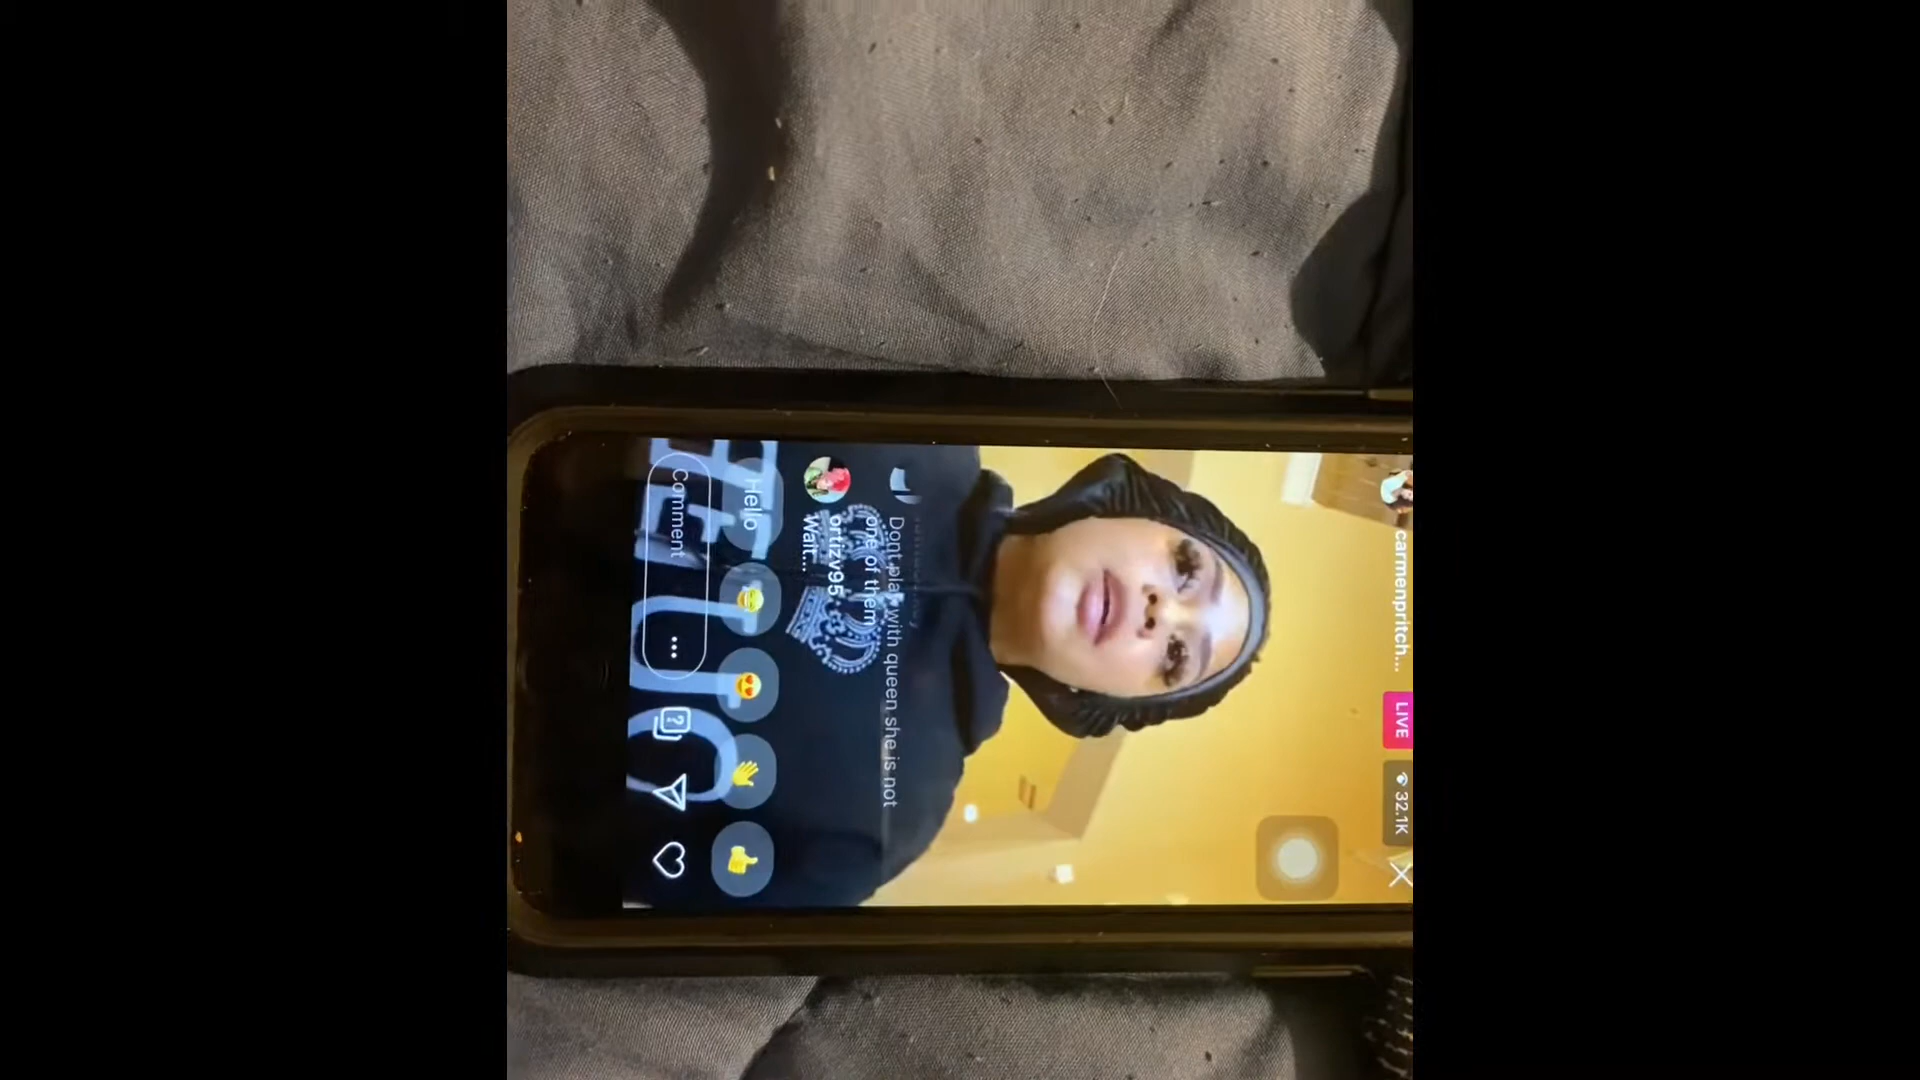 carmenpritch... LIVE 32.1K
Dont play with queen she is not
one of them
ortizv95
Wait...
Hello
Comment